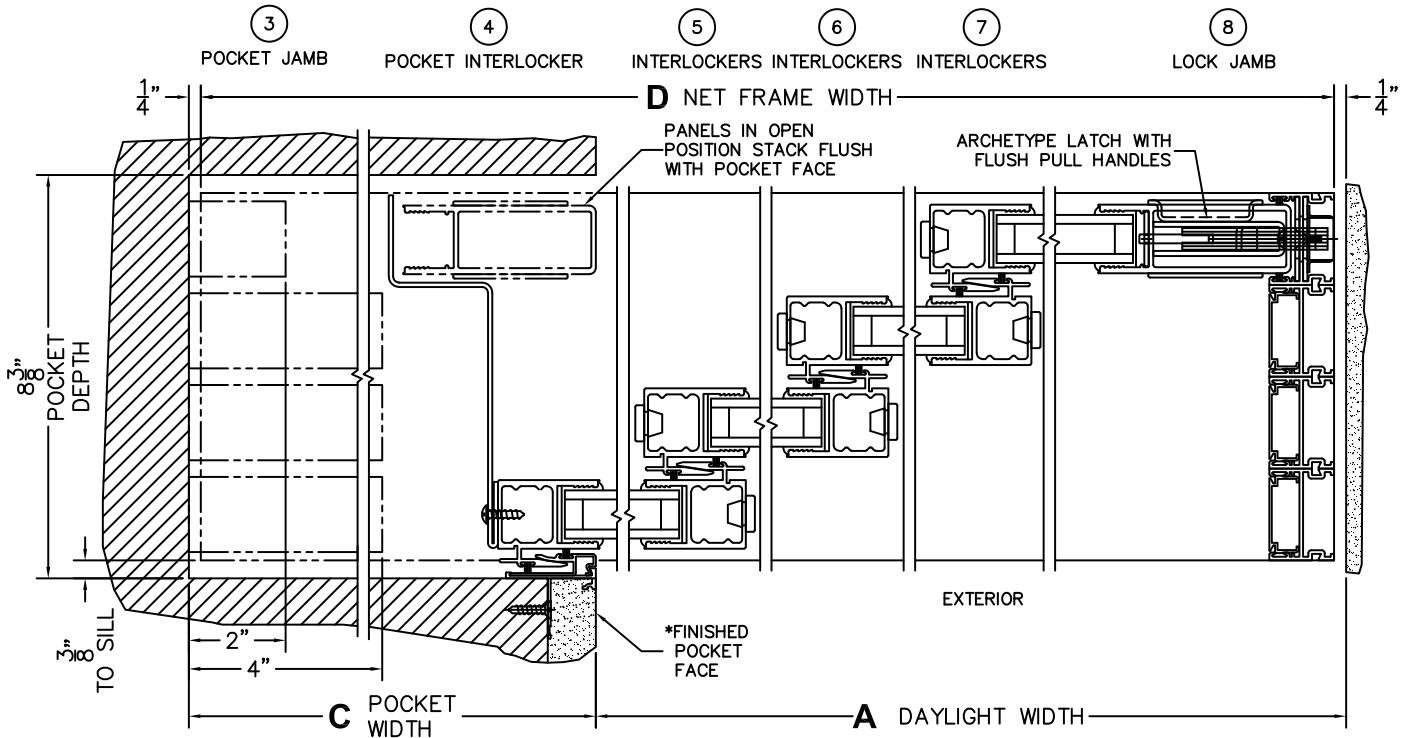 3
4
5
6
7
8
POCKET JAMB
POCKET INTERLOCKER
INTERLOCKERS
INTERLOCKERS
INTERLOCKERS
LOCK JAMB
1/4"
D NET FRAME WIDTH
1/4"
PANELS IN OPEN
POSITION STACK FLUSH
WITH POCKET FACE
ARCHETYPE LATCH WITH
FLUSH PULL HANDLES
8 3/8"
POCKET
DEPTH
3/8"
TO SILL
2"
4"
EXTERIOR
*FINISHED
POCKET
FACE
C POCKET
WIDTH
A DAYLIGHT WIDTH